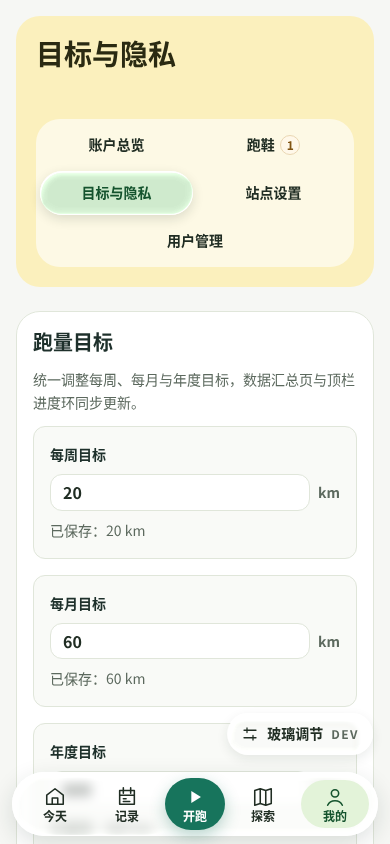 目标与隐私
账户总览
跑鞋 1
目标与隐私
站点设置
用户管理
跑量目标
统一调整每周、每月与年度目标，数据汇总页与顶栏
进度环同步更新。
每周目标
20 km
已保存：20 km
每月目标
60 km
已保存：60 km
玻璃调节 DEV
年度目标
今天
记录
开跑
探索
我的